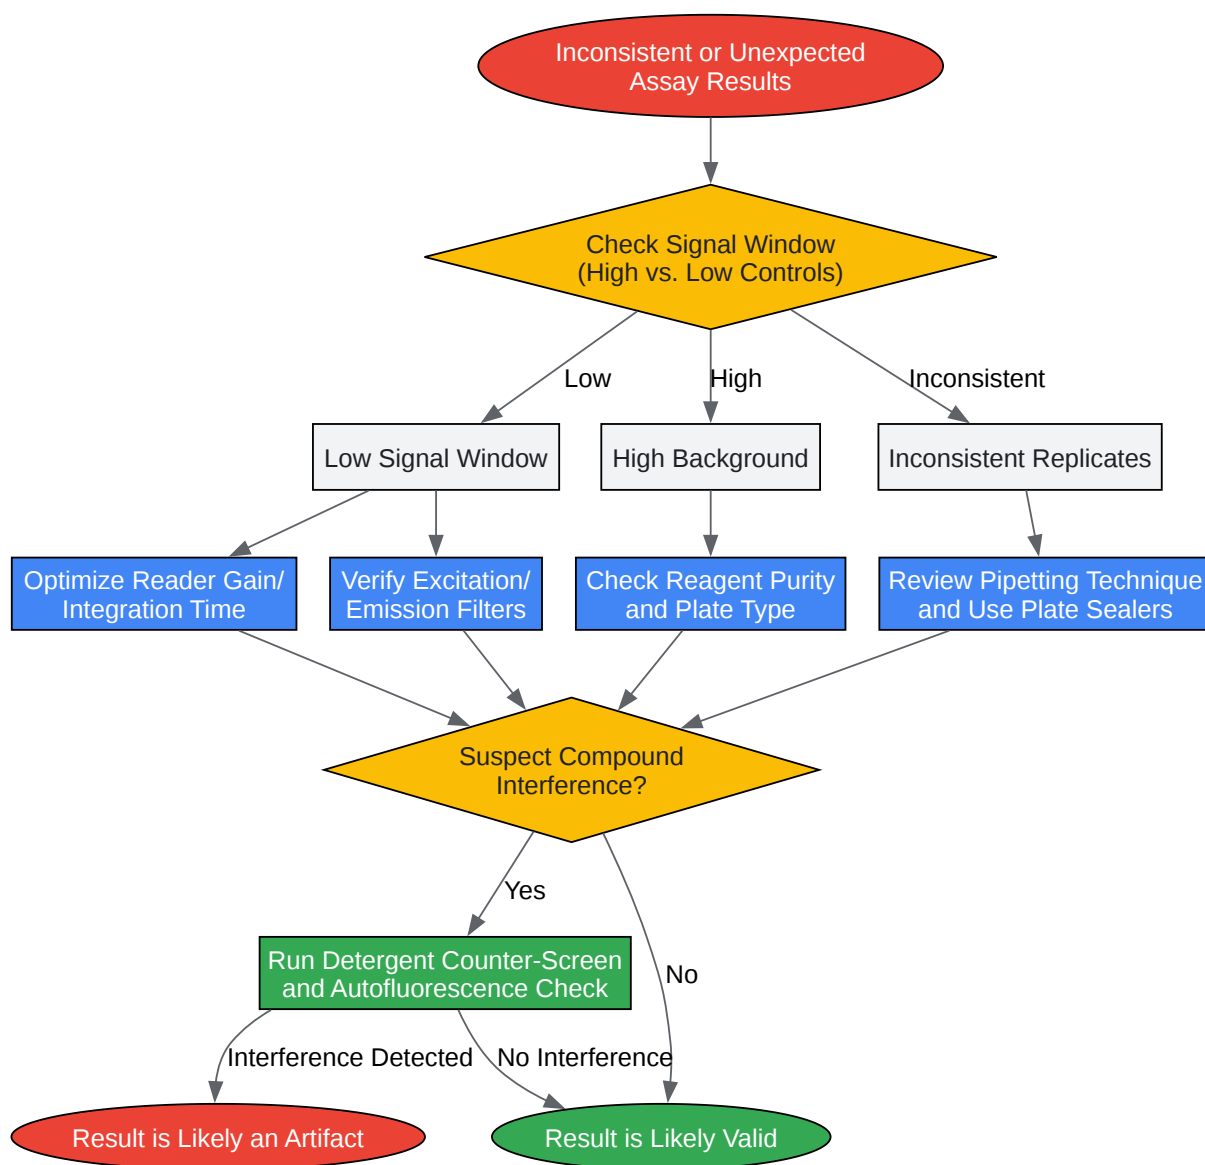 Inconsistent or Unexpected
Assay Results
Check Signal Window
(High vs. Low Controls)
Low
High
Inconsistent
Low Signal Window
High Background
Inconsistent Replicates
Optimize Reader Gain/
Integration Time
Verify Excitation/
Emission Filters
Check Reagent Purity
and Plate Type
Review Pipetting Technique
and Use Plate Sealers
Suspect Compound
Interference?
Yes
No
Run Detergent Counter-Screen
and Autofluorescence Check
Interference Detected
No Interference
Result is Likely an Artifact
Result is Likely Valid